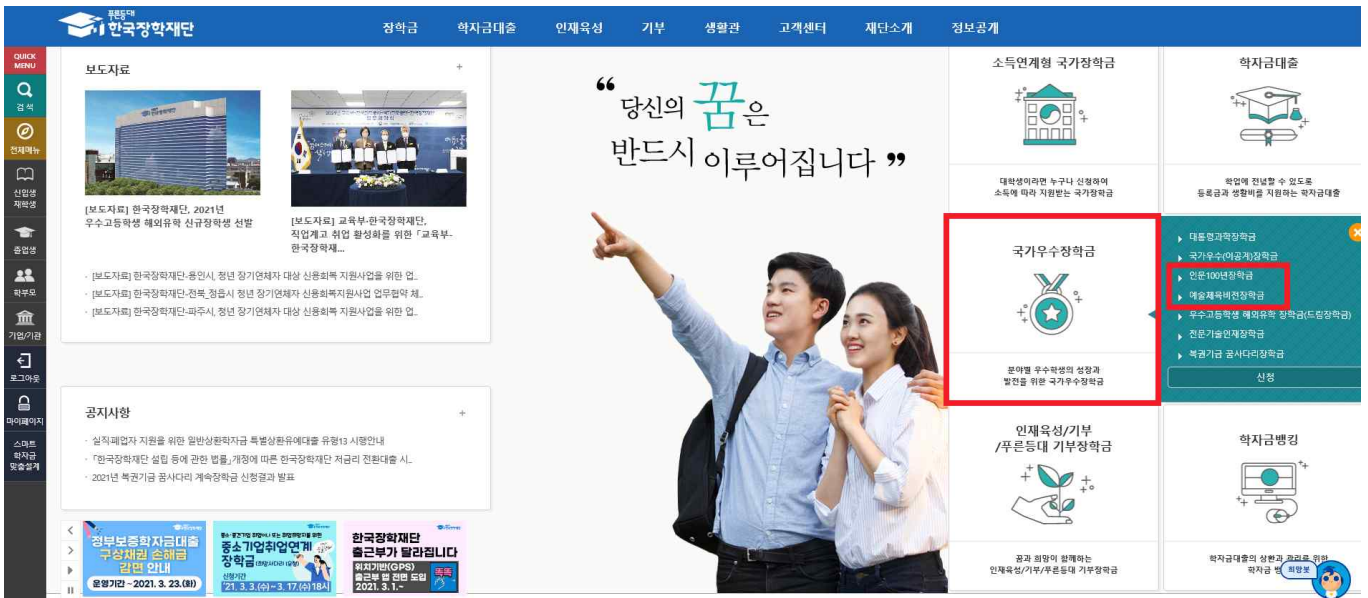 푸른등대
한국장학재단
장학금
학자금대출
인재육성
기부
생활관
고객센터
재단소개
정보공개
QUICK
MENU
검색
전체메뉴
신입생
재학생
졸업생
학부모
기업/기관
로그아웃
마이페이지
스마트
학자금
맞춤설계
보도자료
[보도자료] 한국장학재단, 2021년
우수고등학생 해외유학 신규장학생 선발
[보도자료] 교육부-한국장학재단,
직업계고 취업 활성화를 위한 「교육부-
한국장학재...
· [보도자료] 한국장학재단-용인시, 청년 장기연체자 대상 신용회복 지원사업을 위한 업..
· [보도자료] 한국장학재단-전북_정읍시 청년 장기연체자 신용회복지원사업 업무협약 체..
· [보도자료] 한국장학재단-파주시, 청년 장기연체자 대상 신용회복 지원사업을 위한 업..
공지사항
· 실직폐업자 지원을 위한 일반상환학자금 특별상환유예대출 유형13 시행안내
· 「한국장학재단 설립 등에 관한 법률」개정에 따른 한국장학재단 저금리 전환대출 시..
· 2021년 복권기금 꿈사다리 계속장학금 신청결과 발표
정부보증학자금대출
구상채권 손해금
감면 안내
운영기간 ~2021. 3. 23.(화)
중소기업취업연계
장학금(희망사다리 I유형)
신청기간
'21. 3. 3.(수)~3. 17.(수)18시
한국장학재단
출근부가 달라집니다
위치기반(GPS)
출근부 앱 전면 도입
2021. 3. 1.~
똑똑
“ 당신의 꿈은
반드시 이루어집니다 ”
소득연계형 국가장학금
대학생이라면 누구나 신청하여
소득에 따라 지원받는 국가장학금
학자금대출
학업에 전념할 수 있도록
등록금과 생활비를 지원하는 학자금대출
국가우수장학금
분야별 우수학생의 성장과
발전을 위한 국가우수장학금
대통령과학장학금
국가우수(이공계)장학금
인문100년장학금
예술체육비전장학금
우수고등학생 해외유학 장학금(드림장학금)
전문기술인재장학금
복권기금 꿈사다리장학금
신청
인재육성/기부
/푸른등대 기부장학금
꿈과 희망이 함께하는
인재육성/기부/푸른등대 기부장학금
학자금뱅킹
학자금대출의 상환과 관리를 위한
학자금 뱅
희망봇